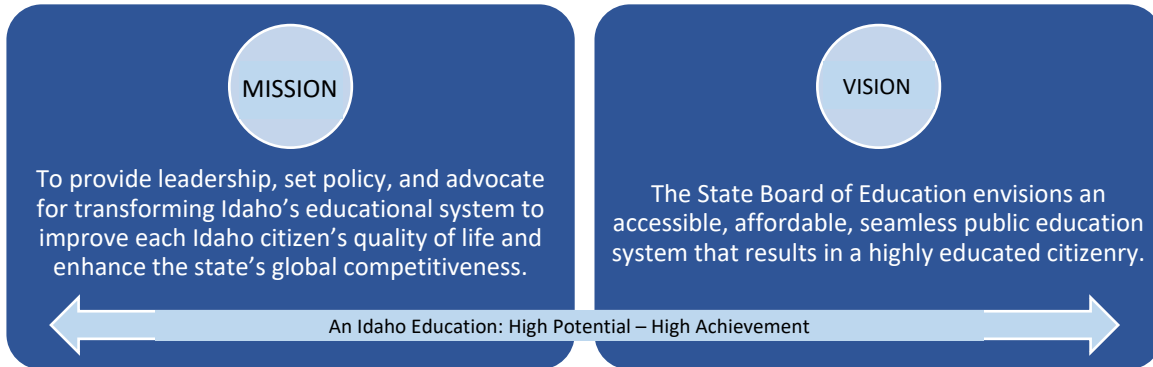 MISSION
To provide leadership, set policy, and advocate
for transforming Idaho’s educational system to
improve each Idaho citizen’s quality of life and
enhance the state’s global competitiveness.
VISION
The State Board of Education envisions an
accessible, affordable, seamless public education
system that results in a highly educated citizenry.
An Idaho Education: High Potential – High Achievement